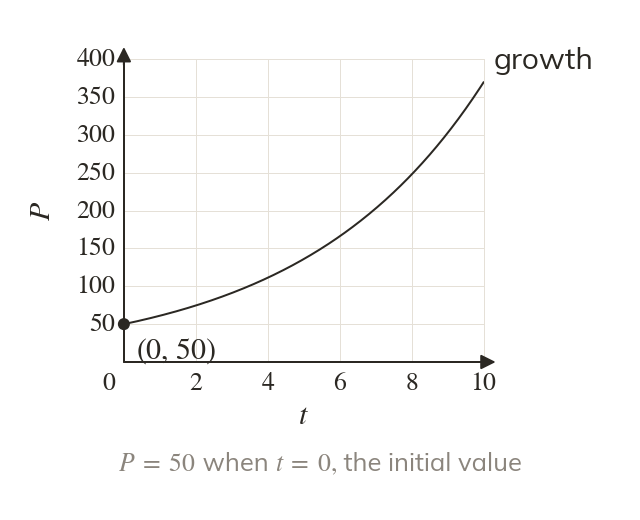 growth
400
350
300
250
200
150
100
50
P
(0, 50)
0 2 4 6 8 10
t
P = 50 when t = 0, the initial value